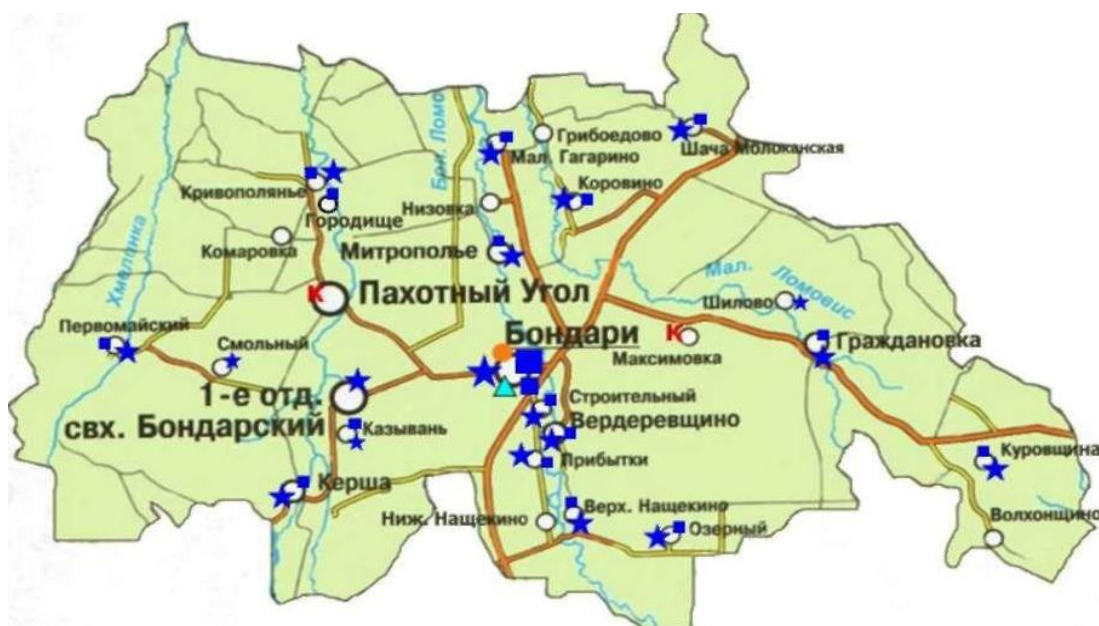 Бол. Ломо
Грибоедово
Шача Молоканская
Мал. Гагарино
Кривополянье
Коровино
Городище
Низовка
Комаровка
Митрополье
Хмелинка
Мал. Ломовис
К
Пахотный Угол
Шилово
Первомайский
Бондари
К
Смольный
Максимовка
Граждановка
1-е отд.
свх. Бондарский
Строительный
Вердеревщино
Казывань
Прибытки
Куровщина
Керша
Верх. Нащекино
Ниж. Нащекино
Озерный
Волхонщино